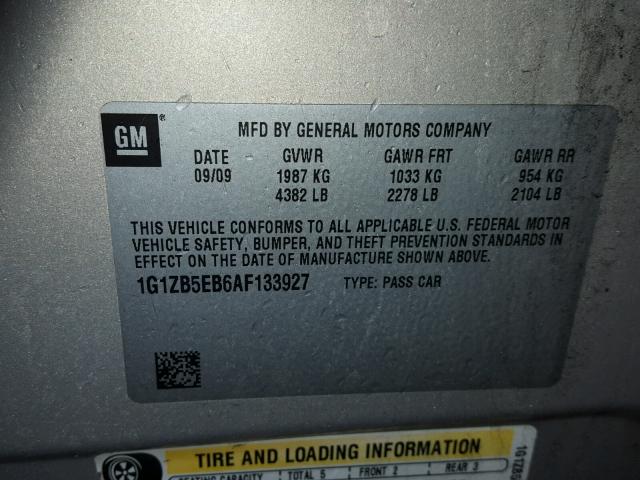 GM
MFD BY GENERAL MOTORS COMPANY
DATE GVWR GAWR FRT GAWR RR
09/09 1987 KG 1033 KG 954 KG
4382 LB 2278 LB 2104 LB
THIS VEHICLE CONFORMS TO ALL APPLICABLE U.S. FEDERAL MOTOR
VEHICLE SAFETY, BUMPER, AND THEFT PREVENTION STANDARDS IN
EFFECT ON THE DATE OF MANUFACTURE SHOWN ABOVE.
1G1ZB5EB6AF133927 TYPE: PASS CAR
TIRE AND LOADING INFORMATION
SEATING CAPACITY TOTAL 5 FRONT 2 REAR 3
1G1ZB5